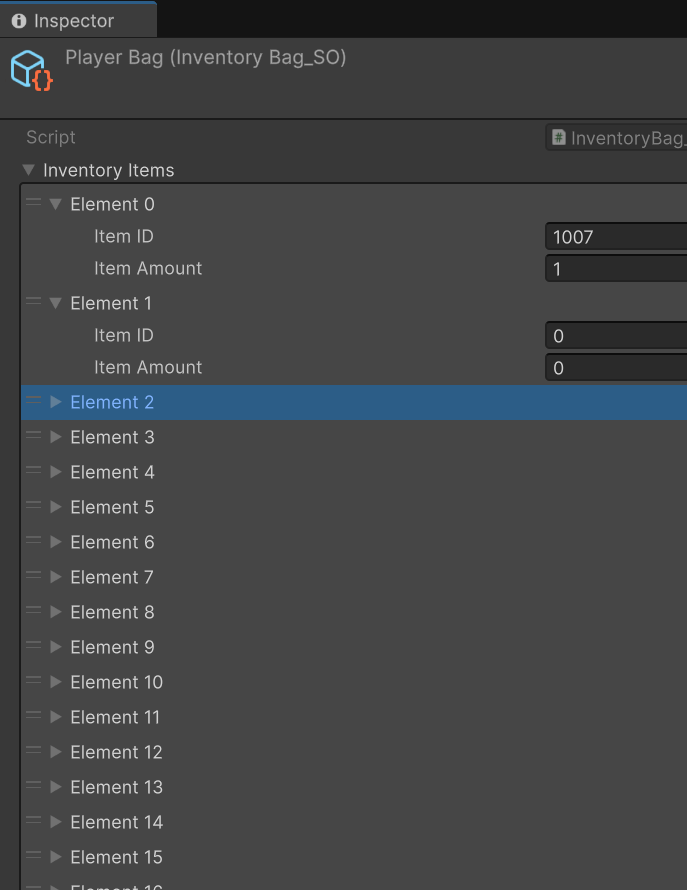 Inspector
Player Bag (Inventory Bag_SO)
Script
InventoryBag_
Inventory Items
Element 0
Item ID
1007
Item Amount
1
Element 1
Item ID
0
Item Amount
0
Element 2
Element 3
Element 4
Element 5
Element 6
Element 7
Element 8
Element 9
Element 10
Element 11
Element 12
Element 13
Element 14
Element 15
Element 16